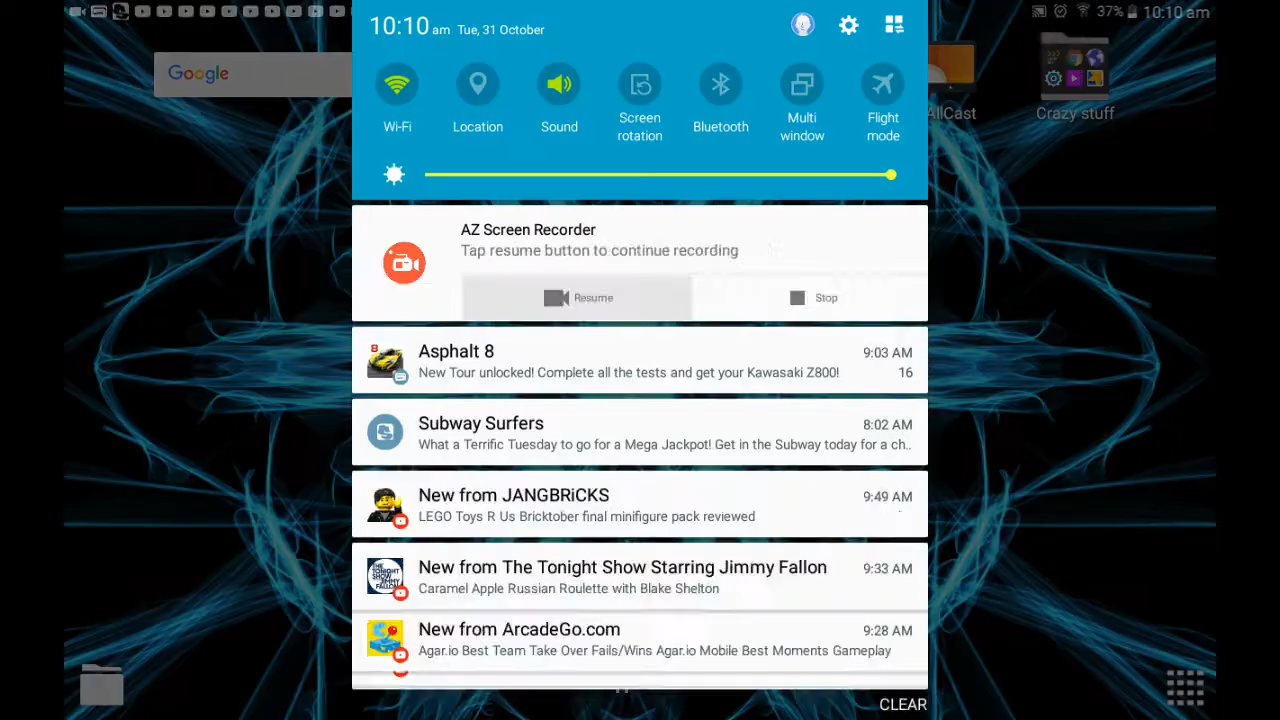 10:10 am Tue, 31 October
37% 10:10 am
Google
AllCast
Crazy stuff
Wi-Fi
Location
Sound
Screen
rotation
Bluetooth
Multi
window
Flight
mode
AZ Screen Recorder
Tap resume button to continue recording
Resume
Stop
Asphalt 8
9:03 AM
New Tour unlocked! Complete all the tests and get your Kawasaki Z800!
16
Subway Surfers
8:02 AM
What a Terrific Tuesday to go for a Mega Jackpot! Get in the Subway today for a ch..
New from JANGBRiCKS
9:49 AM
LEGO Toys R Us Bricktober final minifigure pack reviewed
THE TONIGHT SHOW JIMMY FALLON
New from The Tonight Show Starring Jimmy Fallon
9:33 AM
Caramel Apple Russian Roulette with Blake Shelton
New from ArcadeGo.com
9:28 AM
Agar.io Best Team Take Over Fails/Wins Agar.io Mobile Best Moments Gameplay
CLEAR